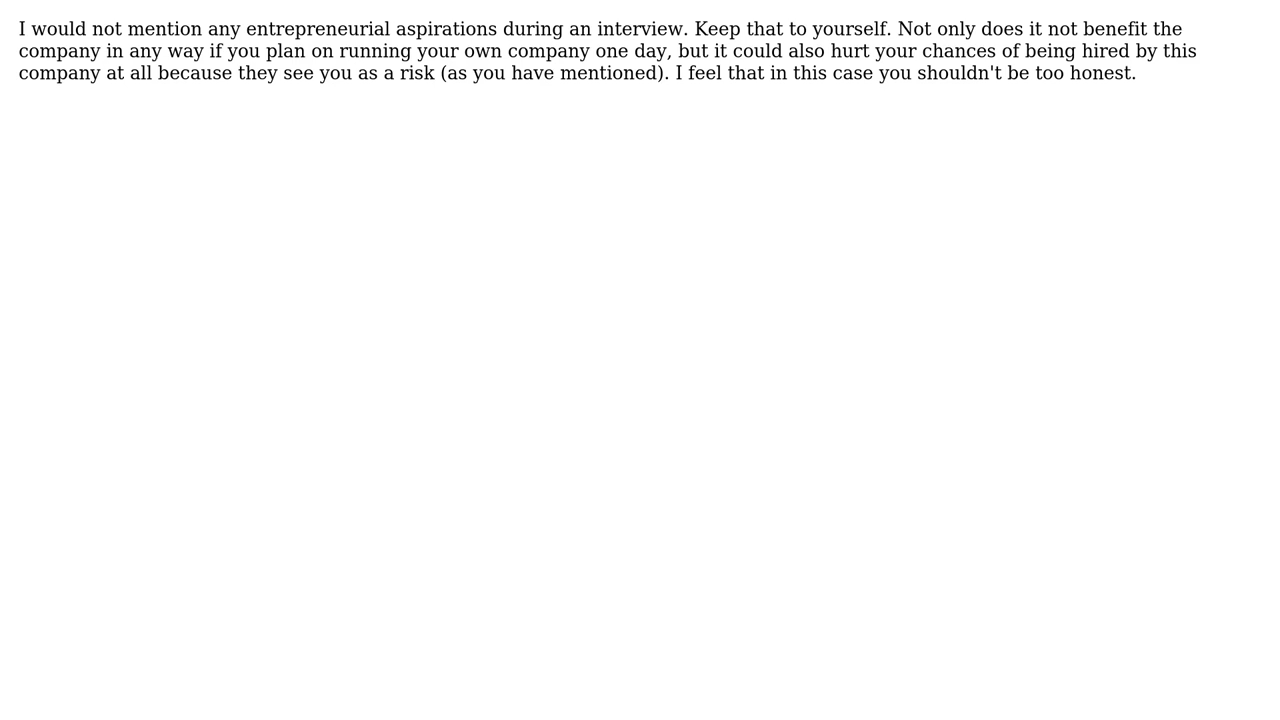 I would not mention any entrepreneurial aspirations during an interview. Keep that to yourself. Not only does it not benefit the
company in any way if you plan on running your own company one day, but it could also hurt your chances of being hired by this
company at all because they see you as a risk (as you have mentioned). I feel that in this case you shouldn't be too honest.